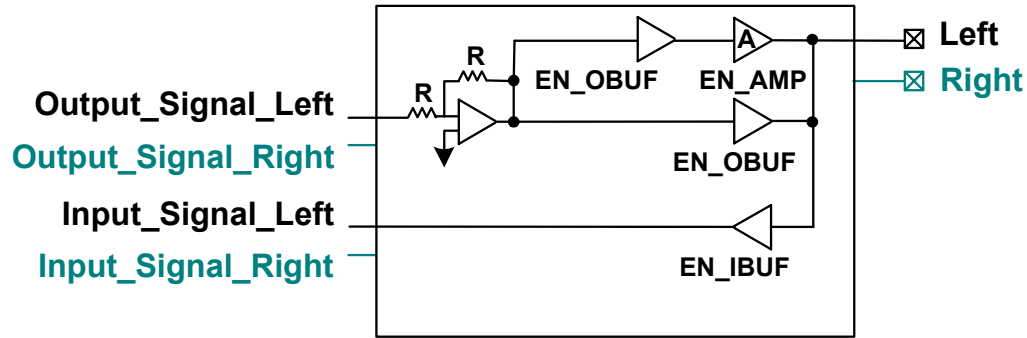 Left
A
R
EN_OBUF
EN_AMP
Right
R
Output_Signal_Left
Output_Signal_Right
EN_OBUF
Input_Signal_Left
Input_Signal_Right
EN_IBUF